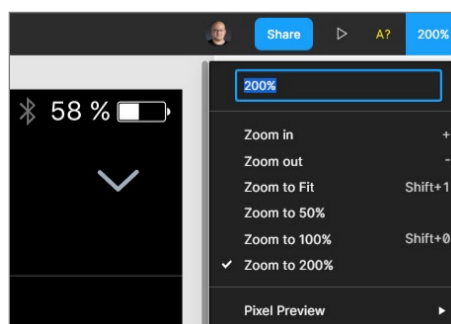 Share A? 200%
58 %
200%
Zoom in +
Zoom out -
Zoom to Fit Shift+1
Zoom to 50%
Zoom to 100% Shift+0
Zoom to 200%
Pixel Preview